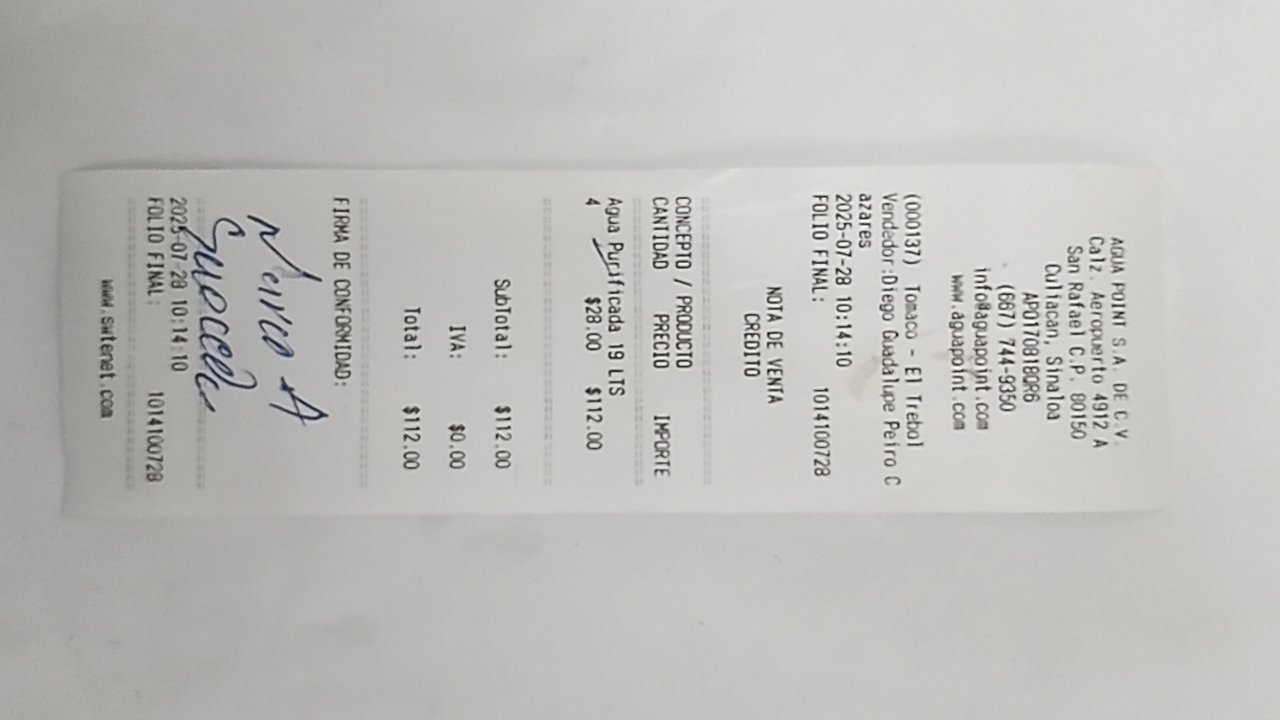 AGUA POINT S.A. DE C.V.
Calz. Aeropuerto 4912 A
San Rafael C.P. 80150
Culiacan, Sinaloa
APO170818QR6
(667) 744-9350
info@aguapoint.com
www.aguapoint.com
(000137) Tomaco - El Trebol
Vendedor:Diego Guadalupe Peiro C
azares
2025-07-28 10:14:10
FOLIO FINAL: 1014100728
NOTA DE VENTA
CREDITO
CONCEPTO / PRODUCTO
CANTIDAD PRECIO IMPORTE
Agua Purificada 19 LTS
4 $28.00 $112.00
SubTotal: $112.00
IVA: $0.00
Total: $112.00
FIRMA DE CONFORMIDAD:
2025-07-28 10:14:10
FOLIO FINAL: 1014100728
www.swtenet.com